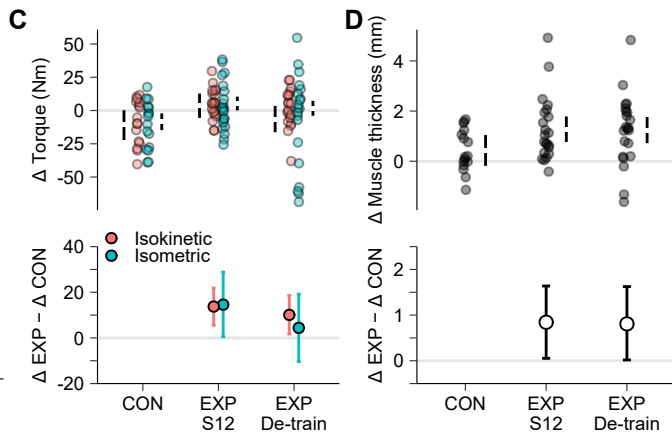 C
Δ Torque (Nm)
50
25
0
-25
-50
D
Δ Muscle thickness (mm)
4
2
0
Δ EXP − Δ CON
40
20
0
-20
Isokinetic
Isometric
CON
EXP
S12
EXP
De-train
Δ EXP − Δ CON
2
1
0
CON
EXP
S12
EXP
De-train